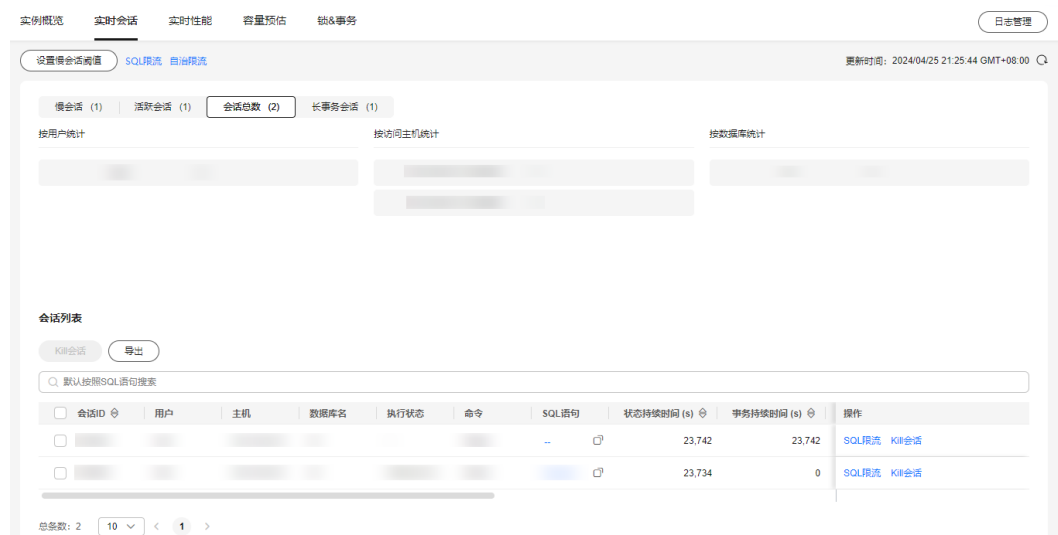 实例概览 实时会话 实时性能 容量预估 锁&事务 日志管理
设置慢会话阈值 SQL限流 自治限流 更新时间：2024/04/25 21:25:44 GMT+08:00
慢会话 (1) 活跃会话 (1) 会话总数 (2) 长事务会话 (1)
按用户统计 按访问主机统计 按数据库统计
会话列表
Kill会话 导出
默认按照SQL语句搜索
会话ID 用户 主机 数据库名 执行状态 命令 SQL语句 状态持续时间 (s) 事务持续时间 (s) 操作
-- 23,742 23,742 SQL限流 Kill会话
23,734 0 SQL限流 Kill会话
总条数：2 10 1